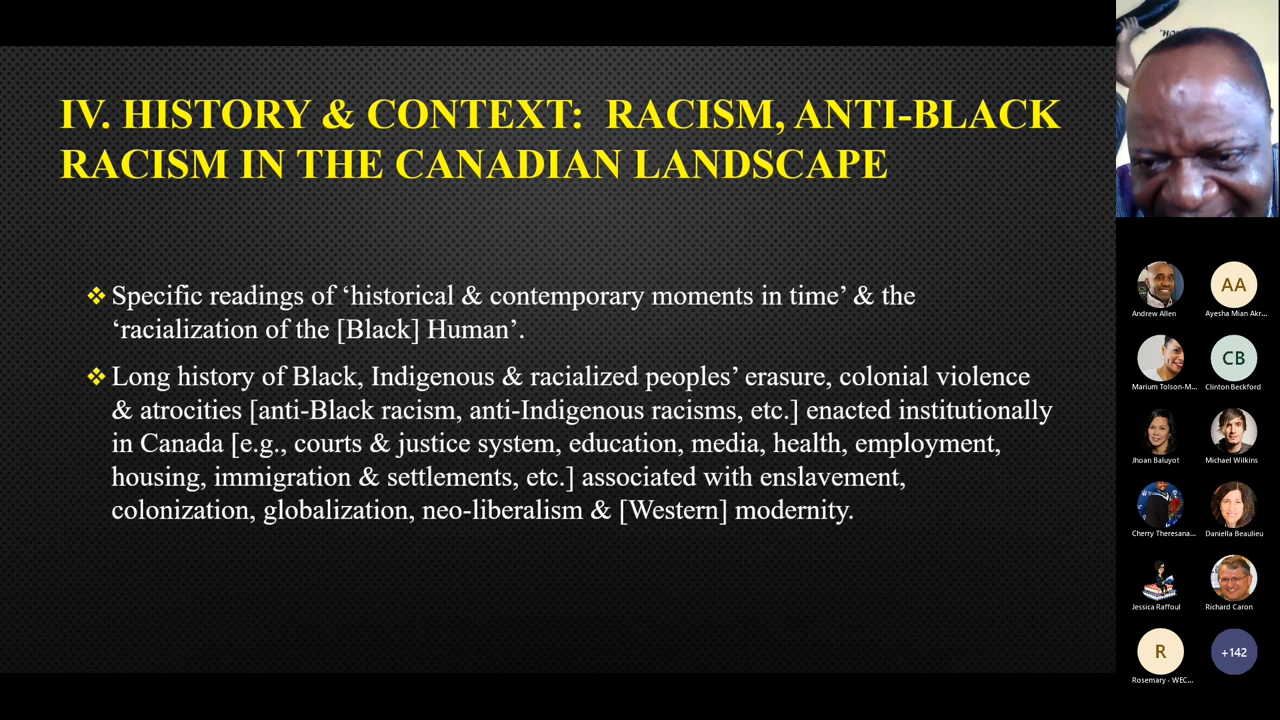 IV. HISTORY & CONTEXT: RACISM, ANTI-BLACK
RACISM IN THE CANADIAN LANDSCAPE
Specific readings of ‘historical & contemporary moments in time’ & the
‘racialization of the [Black] Human’.
Long history of Black, Indigenous & racialized peoples’ erasure, colonial violence
& atrocities [anti-Black racism, anti-Indigenous racisms, etc.] enacted institutionally
in Canada [e.g., courts & justice system, education, media, health, employment,
housing, immigration & settlements, etc.] associated with enslavement,
colonization, globalization, neo-liberalism & [Western] modernity.
AA
Andrew Allen
Ayesha Mian Akr...
CB
Marium Tolson-M...
Clinton Beckford
Jhoan Baluyot
Michael Wilkins
Cherry Theresana...
Daniella Beaulieu
Jessica Raffoul
Richard Caron
R
+142
Rosemary - WEC...